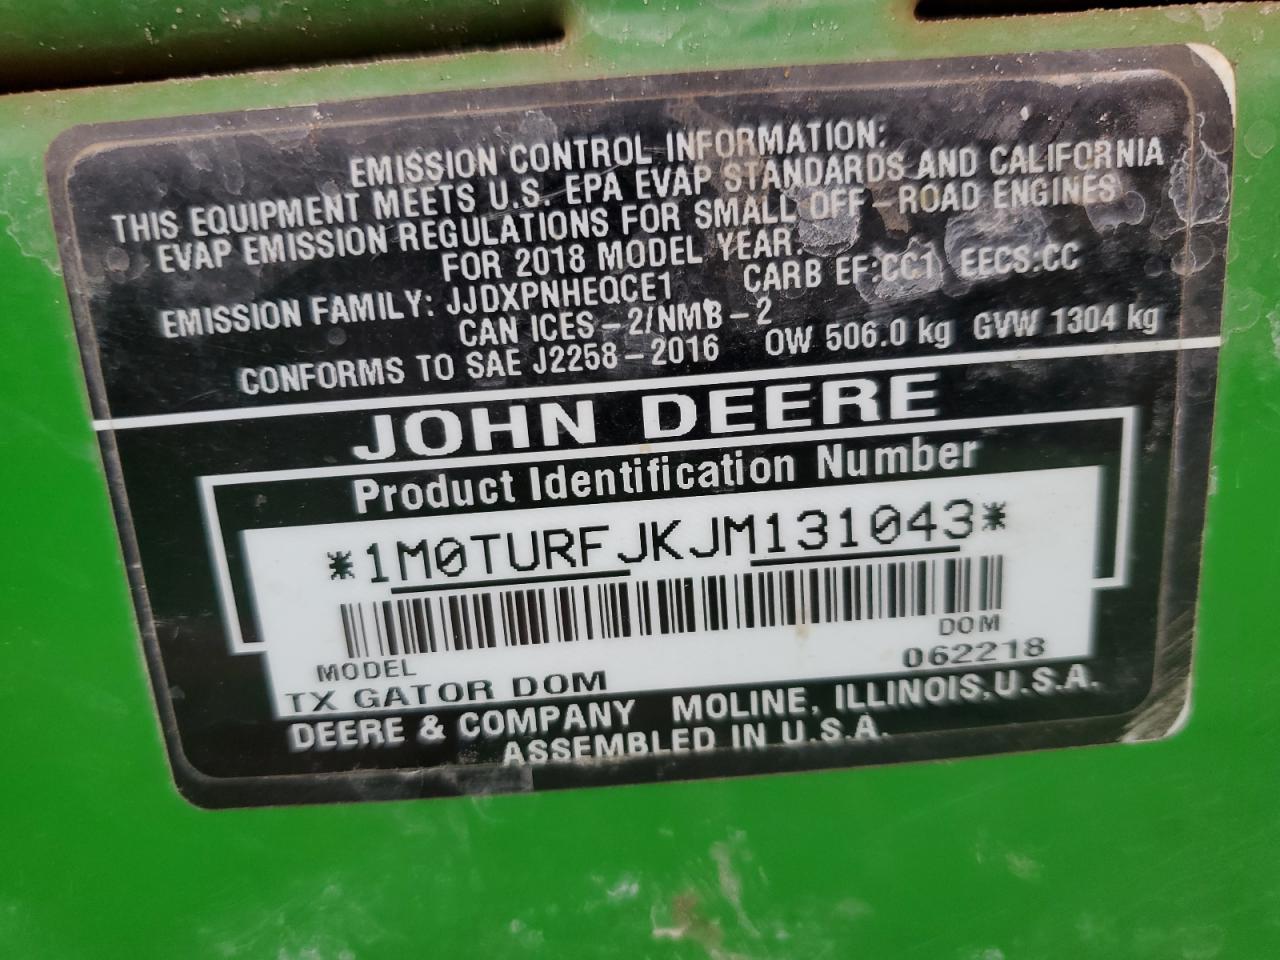 EMISSION CONTROL INFORMATION:
THIS EQUIPMENT MEETS U.S. EPA EVAP STANDARDS AND CALIFORNIA
EVAP EMISSION REGULATIONS FOR SMALL OFF-ROAD ENGINES
FOR 2018 MODEL YEAR.
EMISSION FAMILY: JJDXPNHEQCE1 CARB EF:CC1 EECS:CC
CAN ICES-2/NMB-2
CONFORMS TO SAE J2258-2016 OW 506.0 kg GVW 1304 kg
JOHN DEERE
Product Identification Number
*1M0TURFJKJM131043*
MODEL DOM
TX GATOR DOM 062218
DEERE & COMPANY MOLINE, ILLINOIS, U.S.A.
ASSEMBLED IN U.S.A.